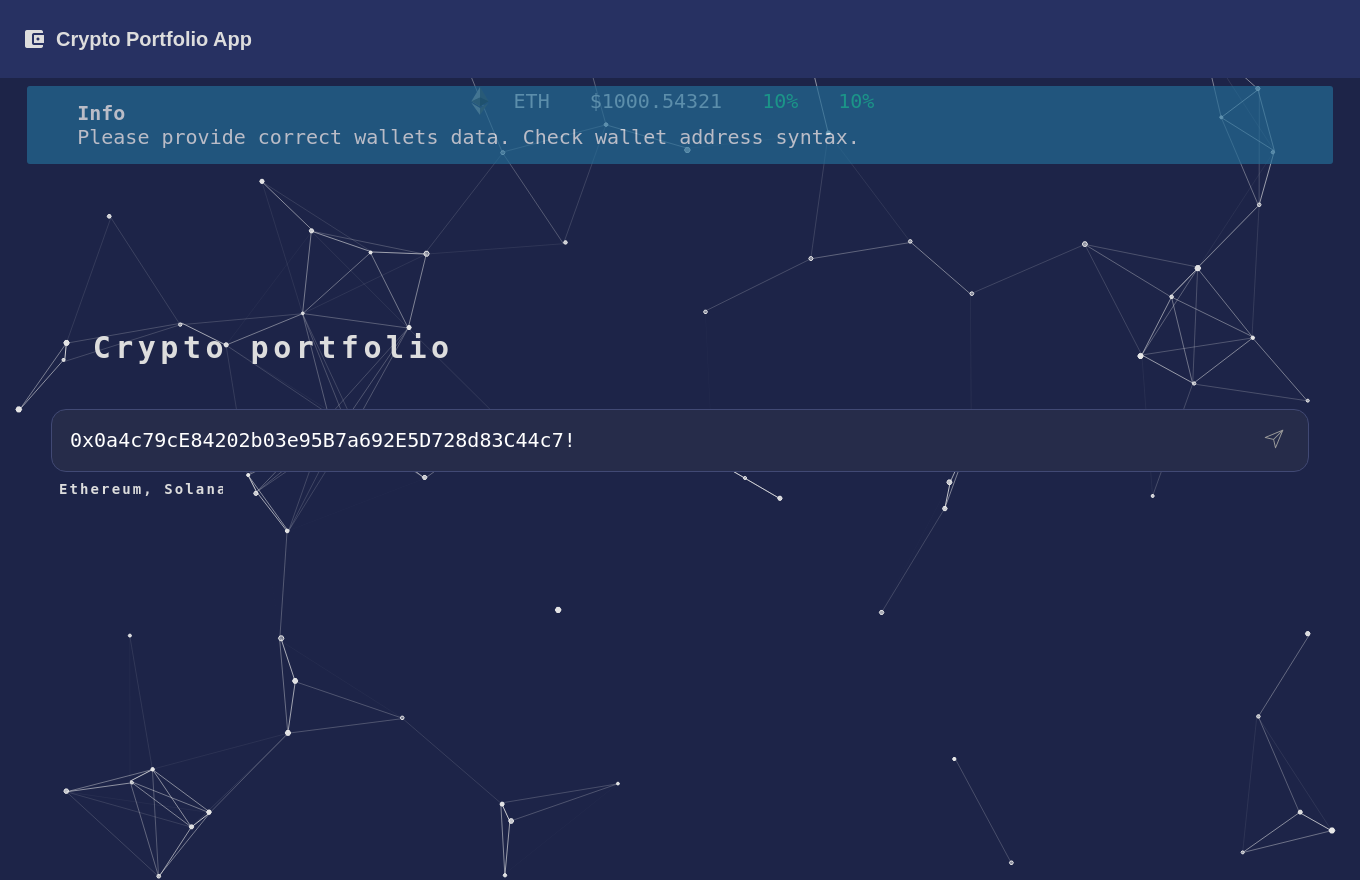 Crypto Portfolio App
ETH $1000.54321 10% 10%
Info
Please provide correct wallets data. Check wallet address syntax.
Crypto portfolio
0x0a4c79cE84202b03e95B7a692E5D728d83C44c7!
Ethereum, Solana